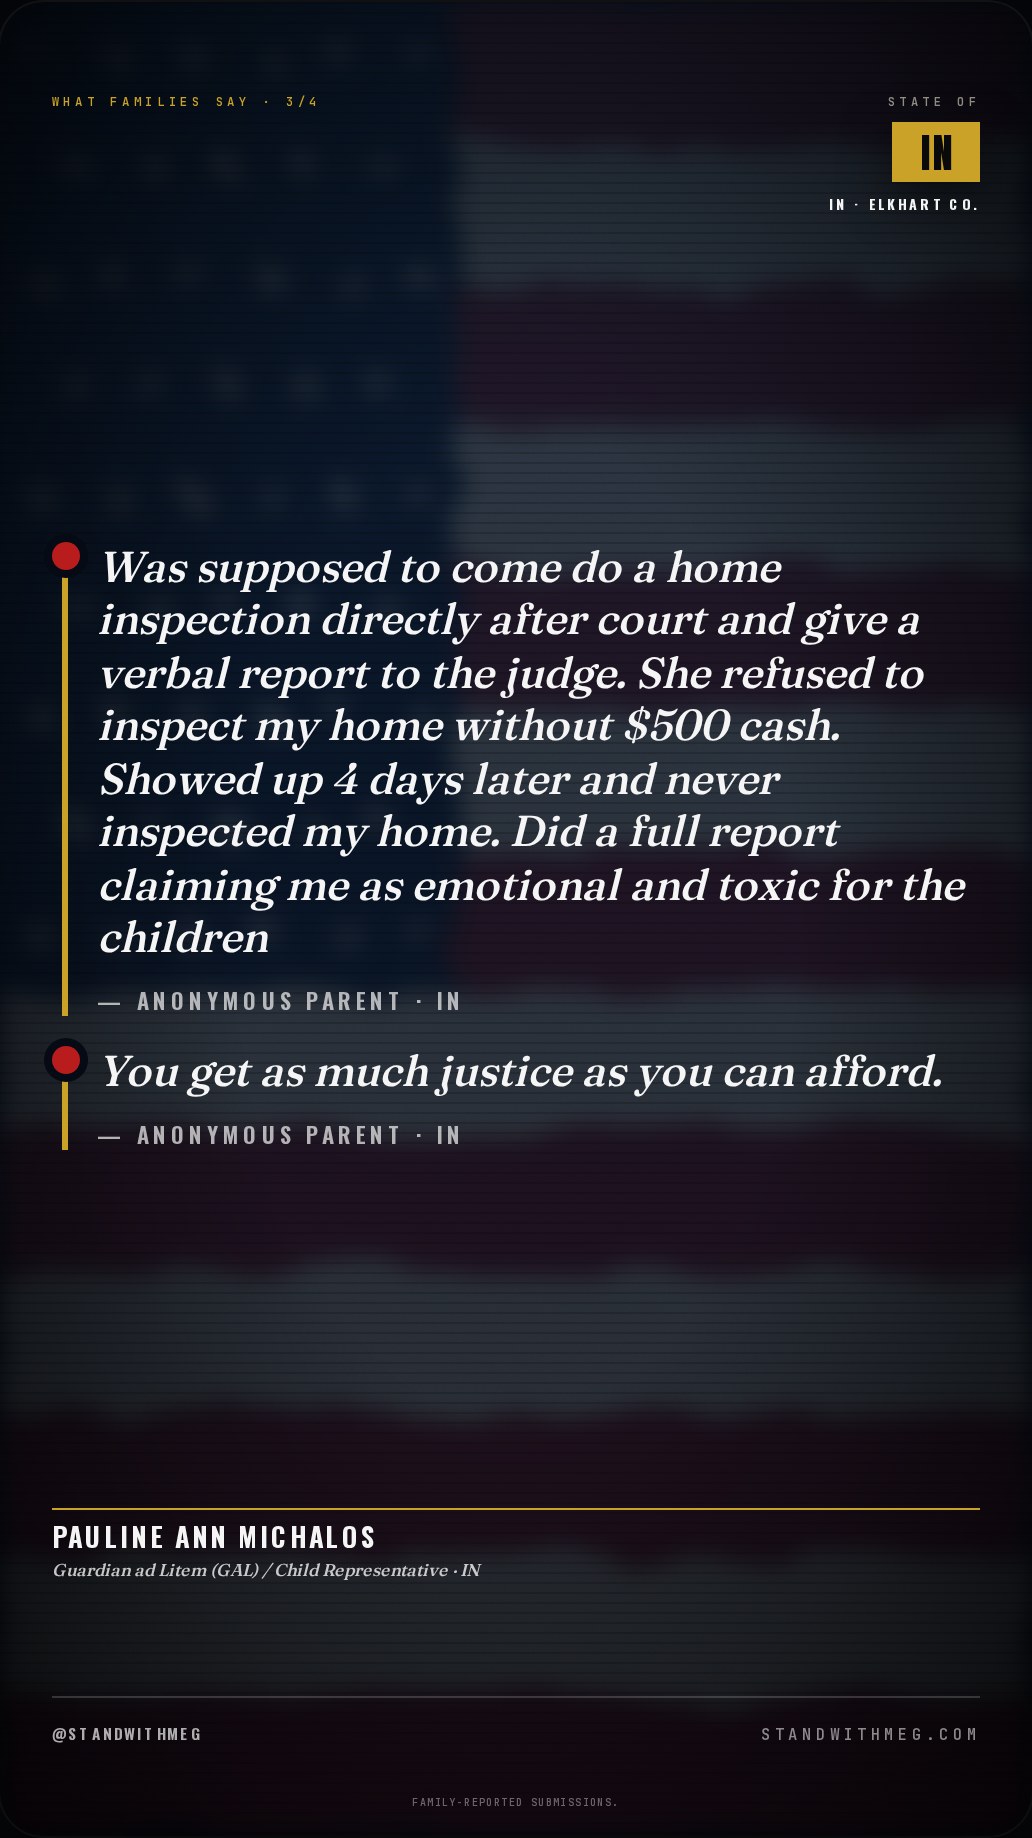 WHAT FAMILIES SAY · 3/4
STATE OF
IN
IN · ELKHART CO.
Was supposed to come do a home
inspection directly after court and give a
verbal report to the judge. She refused to
inspect my home without $500 cash.
Showed up 4 days later and never
inspected my home. Did a full report
claiming me as emotional and toxic for the
children
— ANONYMOUS PARENT · IN
You get as much justice as you can afford.
— ANONYMOUS PARENT · IN
PAULINE ANN MICHALOS
Guardian ad Litem (GAL) / Child Representative · IN
@STANDWITHMEG
STANDWITHMEG.COM
FAMILY-REPORTED SUBMISSIONS.